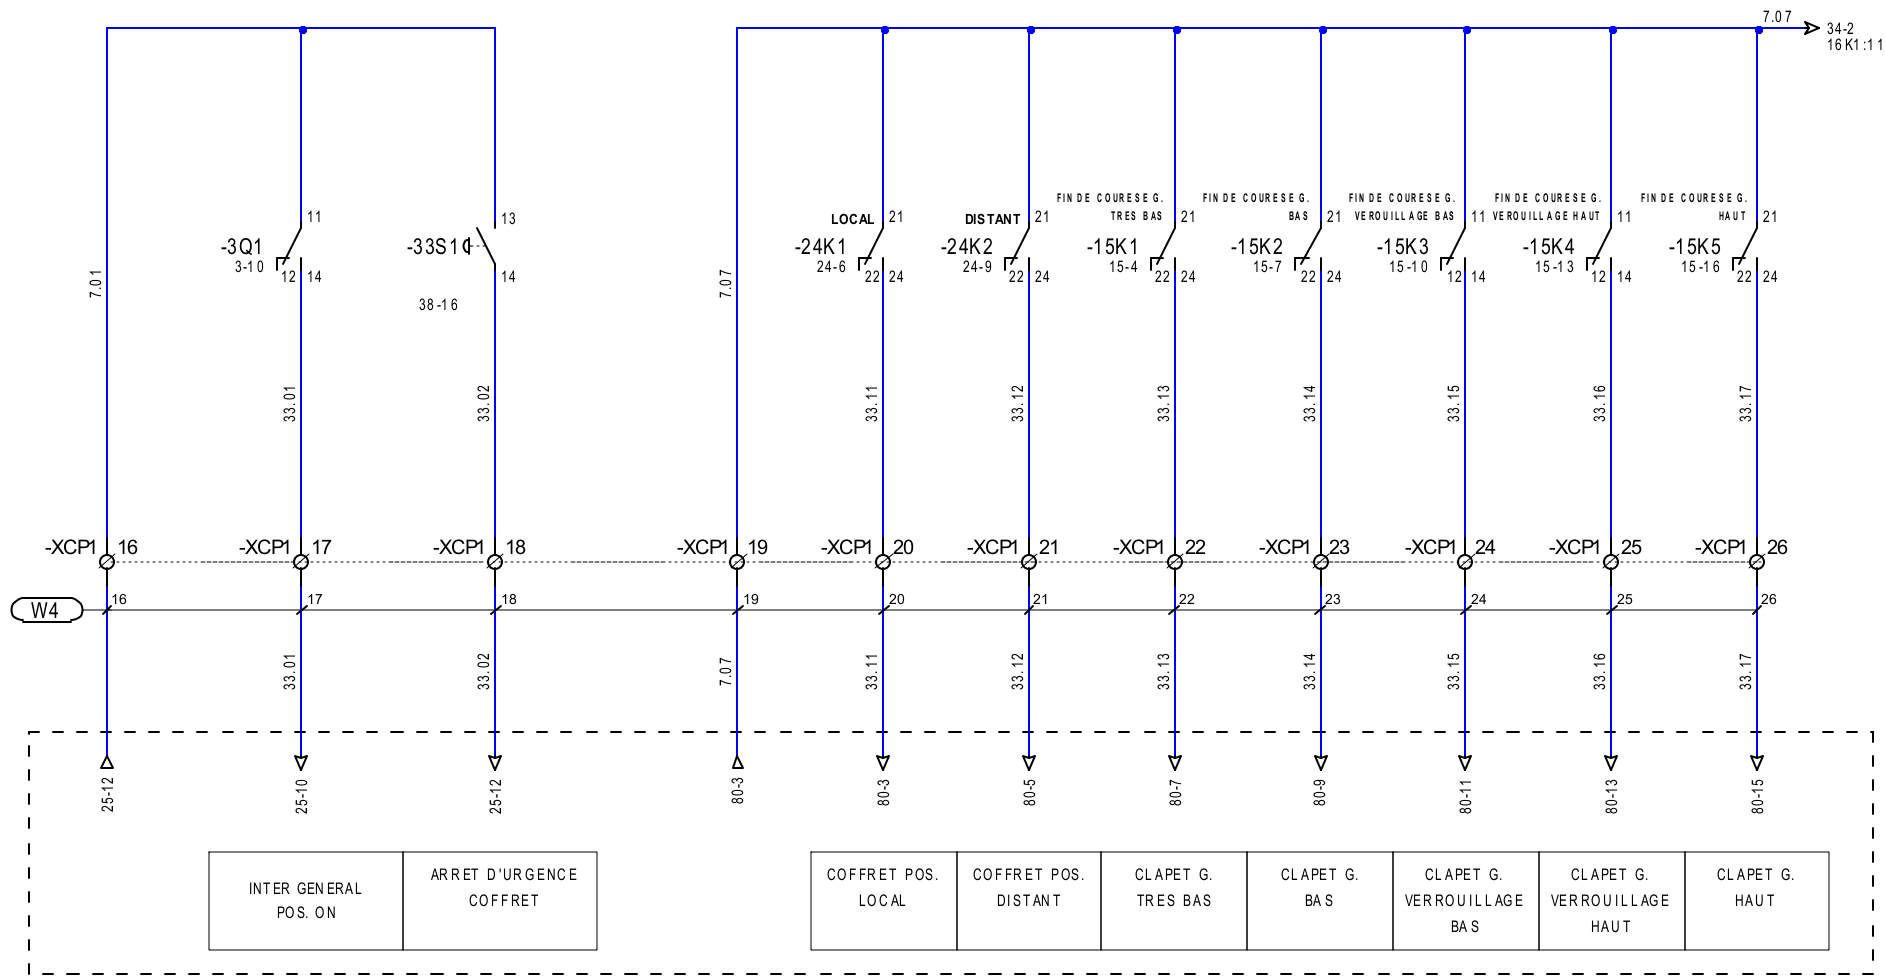 7.07
34-2
16K1:11
FIN DE COURESE G.
TRES BAS
FIN DE COURESE G.
BAS
FIN DE COURESE G.
VEROUILLAGE BAS
FIN DE COURESE G.
VEROUILLAGE HAUT
FIN DE COURESE G.
HAUT
11
13
LOCAL 21
DISTANT 21
21
21
11
11
21
-3Q1
3-10
-33S1
-24K1
24-6
-24K2
24-9
-15K1
15-4
-15K2
15-7
-15K3
15-10
-15K4
15-13
-15K5
15-16
12 14
14
22 24
22 24
22 24
22 24
12 14
12 14
22 24
38-16
7.01
7.07
33.01
33.02
33.11
33.12
33.13
33.14
33.15
33.16
33.17
-XCP1 16
-XCP1 17
-XCP1 18
-XCP1 19
-XCP1 20
-XCP1 21
-XCP1 22
-XCP1 23
-XCP1 24
-XCP1 25
-XCP1 26
W4
16
17
18
19
20
21
22
23
24
25
26
33.01
33.02
7.07
33.11
33.12
33.13
33.14
33.15
33.16
33.17
25-12
25-10
25-12
80-3
80-3
80-5
80-7
80-9
80-11
80-13
80-15
INTER GENERAL
POS. ON
ARRET D'URGENCE
COFFRET
COFFRET POS.
LOCAL
COFFRET POS.
DISTANT
CLAPET G.
TRES BAS
CLAPET G.
BAS
CLAPET G.
VERROUILLAGE
BAS
CLAPET G.
VERROUILLAGE
HAUT
CLAPET G.
HAUT